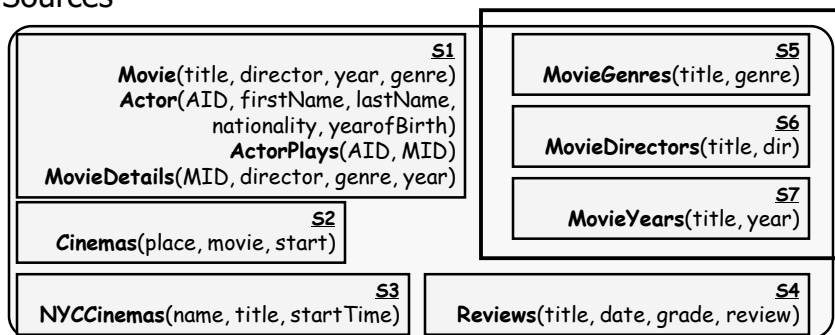 Sources
S1
Movie(title, director, year, genre)
Actor(AID, firstName, lastName,
nationality, yearofBirth)
ActorPlays(AID, MID)
MovieDetails(MID, director, genre, year)
S2
Cinemas(place, movie, start)
S3
NYCCinemas(name, title, startTime)
S5
MovieGenres(title, genre)
S6
MovieDirectors(title, dir)
S7
MovieYears(title, year)
S4
Reviews(title, date, grade, review)